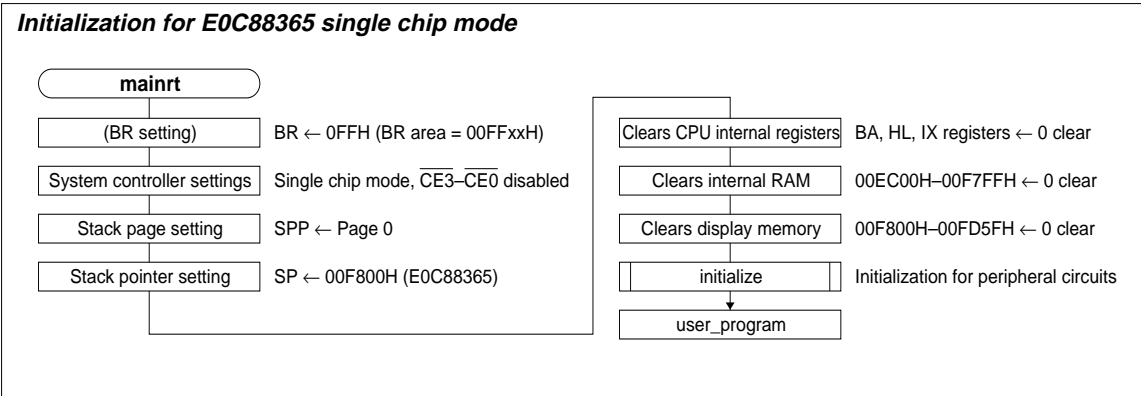 Initialization for E0C88365 single chip mode
mainrt
(BR setting) BR ← 0FFH (BR area = 00FFxxH)
System controller settings Single chip mode, C̅E̅3̅–C̅E̅0̅ disabled
Stack page setting SPP ← Page 0
Stack pointer setting SP ← 00F800H (E0C88365)
Clears CPU internal registers BA, HL, IX registers ← 0 clear
Clears internal RAM 00EC00H–00F7FFH ← 0 clear
Clears display memory 00F800H–00FD5FH ← 0 clear
initialize Initialization for peripheral circuits
user_program